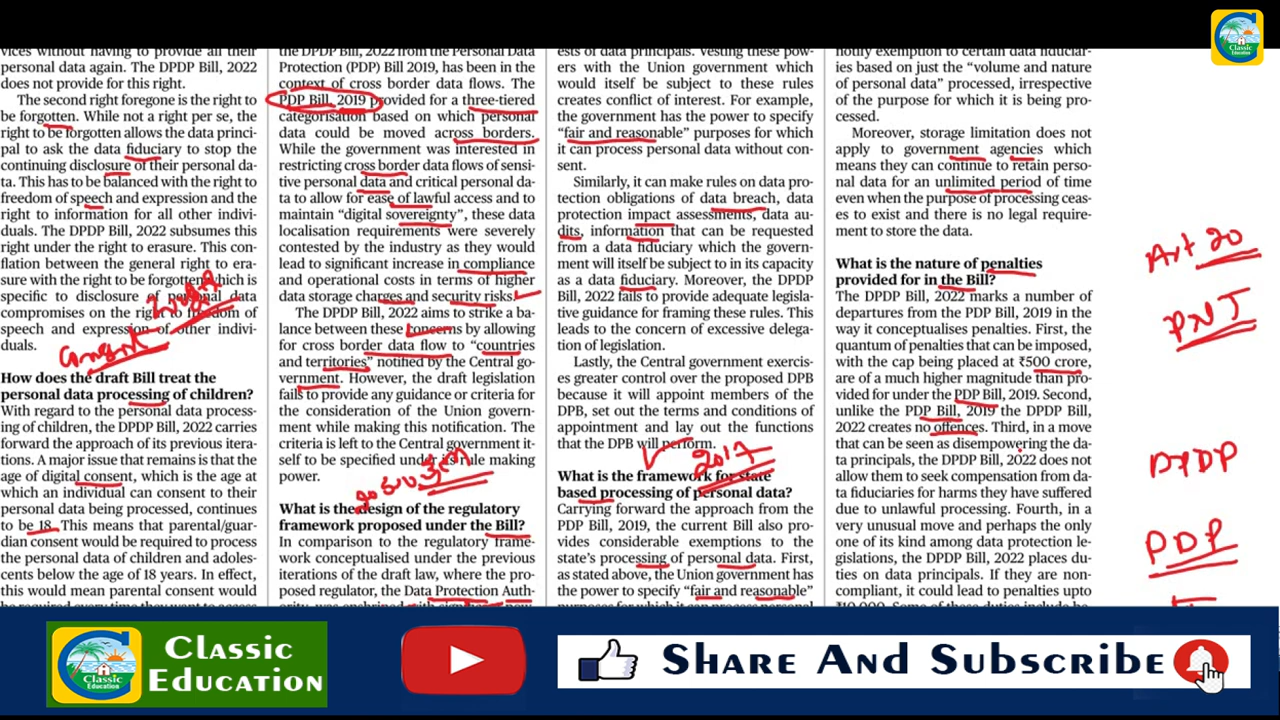 vices without having to provide all their
personal data again. The DPDP Bill, 2022
does not provide for this right.
The second right foregone is the right to
be forgotten. While not a right per se, the
right to be forgotten allows the data princi-
pal to ask the data fiduciary to stop the
continuing disclosure of their personal da-
ta. This has to be balanced with the right to
freedom of speech and expression and the
right to information for all other indivi-
duals. The DPDP Bill, 2022 subsumes this
right under the right to erasure. This con-
flation between the general right to era-
sure with the right to be forgotten which is
specific to disclosure of personal data
compromises on the right to freedom of
speech and expression of other indivi-
duals.
Right
Consent
How does the draft Bill treat the
personal data processing of children?
With regard to the personal data process-
ing of children, the DPDP Bill, 2022 carries
forward the approach of its previous itera-
tions. A major issue that remains is that the
age of digital consent, which is the age at
which an individual can consent to their
personal data being processed, continues
to be 18. This means that parental/guar-
dian consent would be required to process
the personal data of children and adoles-
cents below the age of 18 years. In effect,
this would mean parental consent would
be required every time they want to access
the DPDP Bill, 2022 from the Personal Data
Protection (PDP) Bill 2019, has been in the
context of cross border data flows. The
PDP Bill, 2019 provided for a three-tiered
categorisation based on which personal
data could be moved across borders.
While the government was interested in
restricting cross border data flows of sensi-
tive personal data and critical personal da-
ta to allow for ease of lawful access and to
maintain “digital sovereignty”, these data
localisation requirements were severely
contested by the industry as they would
lead to significant increase in compliance
and operational costs in terms of higher
data storage charges and security risks.
The DPDP Bill, 2022 aims to strike a ba-
lance between these concerns by allowing
for cross border data flow to “countries
and territories” notified by the Central go-
vernment. However, the draft legislation
fails to provide any guidance or criteria for
the consideration of the Union govern-
ment while making this notification. The
criteria is left to the Central government it-
self to be specified under its rule making
power.
What is the design of the regulatory
framework proposed under the Bill?
In comparison to the regulatory frame-
work conceptualised under the previous
iterations of the draft law, where the pro-
posed regulator, the Data Protection Auth-
ests of data principals. Vesting these pow-
ers with the Union government which
would itself be subject to these rules
creates conflict of interest. For example,
the government has the power to specify
“fair and reasonable” purposes for which
it can process personal data without con-
sent.
Similarly, it can make rules on data pro-
tection obligations of data breach, data
protection impact assessments, data au-
dits, information that can be requested
from a data fiduciary which the govern-
ment will itself be subject to in its capacity
as a data fiduciary. Moreover, the DPDP
Bill, 2022 fails to provide adequate legisla-
tive guidance for framing these rules. This
leads to the concern of excessive delega-
tion of legislation.
Lastly, the Central government exercis-
es greater control over the proposed DPB
because it will appoint members of the
DPB, set out the terms and conditions of
appointment and lay out the functions
that the DPB will perform.
2017
What is the framework for state
based processing of personal data?
Carrying forward the approach from the
PDP Bill, 2019, the current Bill also pro-
vides considerable exemptions to the
state’s processing of personal data. First,
as stated above, the Union government has
the power to specify “fair and reasonable”
purposes for which it can process personal
notify exemption to certain data fiduciar-
ies based on just the “volume and nature
of personal data” processed, irrespective
of the purpose for which it is being pro-
cessed.
Moreover, storage limitation does not
apply to government agencies which
means they can continue to retain perso-
nal data for an unlimited period of time
even when the purpose of processing ceas-
es to exist and there is no legal require-
ment to store the data.
What is the nature of penalties
provided for in the Bill?
The DPDP Bill, 2022 marks a number of
departures from the PDP Bill, 2019 in the
way it conceptualises penalties. First, the
quantum of penalties that can be imposed,
with the cap being placed at ₹500 crore,
are of a much higher magnitude than pro-
vided for under the PDP Bill, 2019. Second,
unlike the PDP Bill, 2019 the DPDP Bill,
2022 creates no offences. Third, in a move
that can be seen as disempowering the da-
ta principals, the DPDP Bill, 2022 does not
allow them to seek compensation from da-
ta fiduciaries for harms they have suffered
due to unlawful processing. Fourth, in a
very unusual move and perhaps the only
one of its kind among data protection le-
gislations, the DPDP Bill, 2022 places du-
ties on data principals. If they are non-
compliant, it could lead to penalties upto
Art 20
PNJ
DPDP
PDP
Classic
Education
Classic
Education
Classic
Education
Share And Subscribe